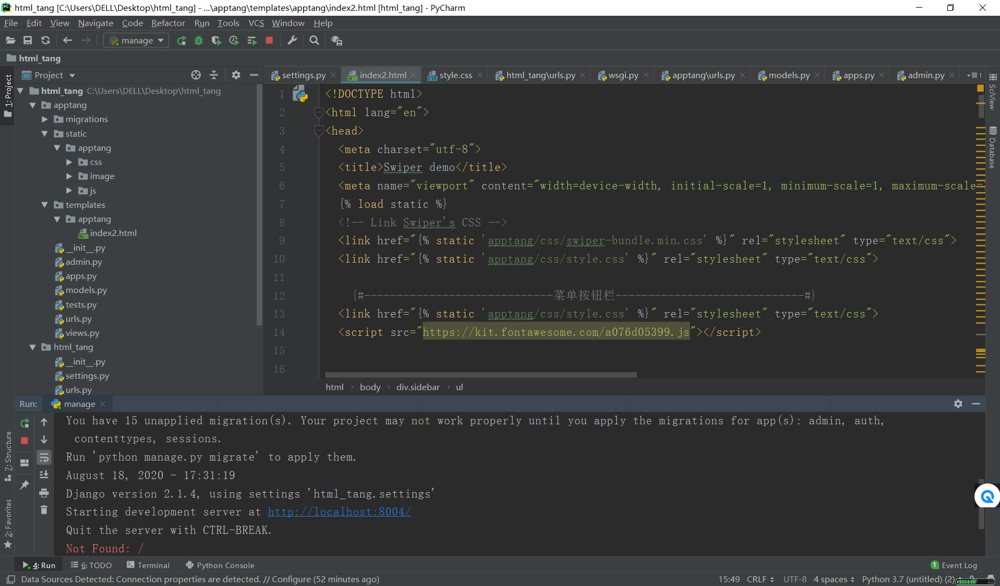 html_tang [C:\Users\DELL\Desktop\html_tang] - ...\apptang\templates\apptang\index2.html [html_tang] - PyCharm
File Edit View Navigate Code Refactor Run Tools VCS Window Help
manage
html_tang
Project
settings.py index2.html style.css html_tang\urls.py wsgi.py apptang\urls.py models.py apps.py admin.py 1
1: Project
html_tang C:\Users\DELL\Desktop\html_tang
apptang
migrations
static
apptang
css
image
js
templates
apptang
index2.html
__init__.py
admin.py
apps.py
models.py
tests.py
urls.py
views.py
html_tang
__init__.py
settings.py
urls.py
1 <!DOCTYPE html>
2 <html lang="en">
3 <head>
4 <meta charset="utf-8">
5 <title>Swiper demo</title>
6 <meta name="viewport" content="width=device-width, initial-scale=1, minimum-scale=1, maximum-scale=
7 {% load static %}
8 <!-- Link Swiper's CSS -->
9 <link href="{% static 'apptang/css/swiper-bundle.min.css' %}" rel="stylesheet" type="text/css">
10 <link href="{% static 'apptang/css/style.css' %}" rel="stylesheet" type="text/css">
11
12 {#-----------------------------菜单按钮栏-----------------------------#}
13 <link href="{% static 'apptang/css/style.css' %}" rel="stylesheet" type="text/css">
14 <script src="https://kit.fontawesome.com/a076d05399.js"></script>
15
16
html body div.sidebar ul
SciView
Database
Run: manage
You have 15 unapplied migration(s). Your project may not work properly until you apply the migrations for app(s): admin, auth,
contenttypes, sessions.
Run 'python manage.py migrate' to apply them.
August 18, 2020 - 17:31:19
Django version 2.1.4, using settings 'html_tang.settings'
Starting development server at http://localhost:8004/
Quit the server with CTRL-BREAK.
Not Found: /
7: Structure
2: Favorites
4: Run 6: TODO Terminal Python Console 1 Event Log
Data Sources Detected: Connection properties are detected. // Configure (52 minutes ago) 15:49 CRLF UTF-8 4 spaces Python 3.7 (untitled) (2)